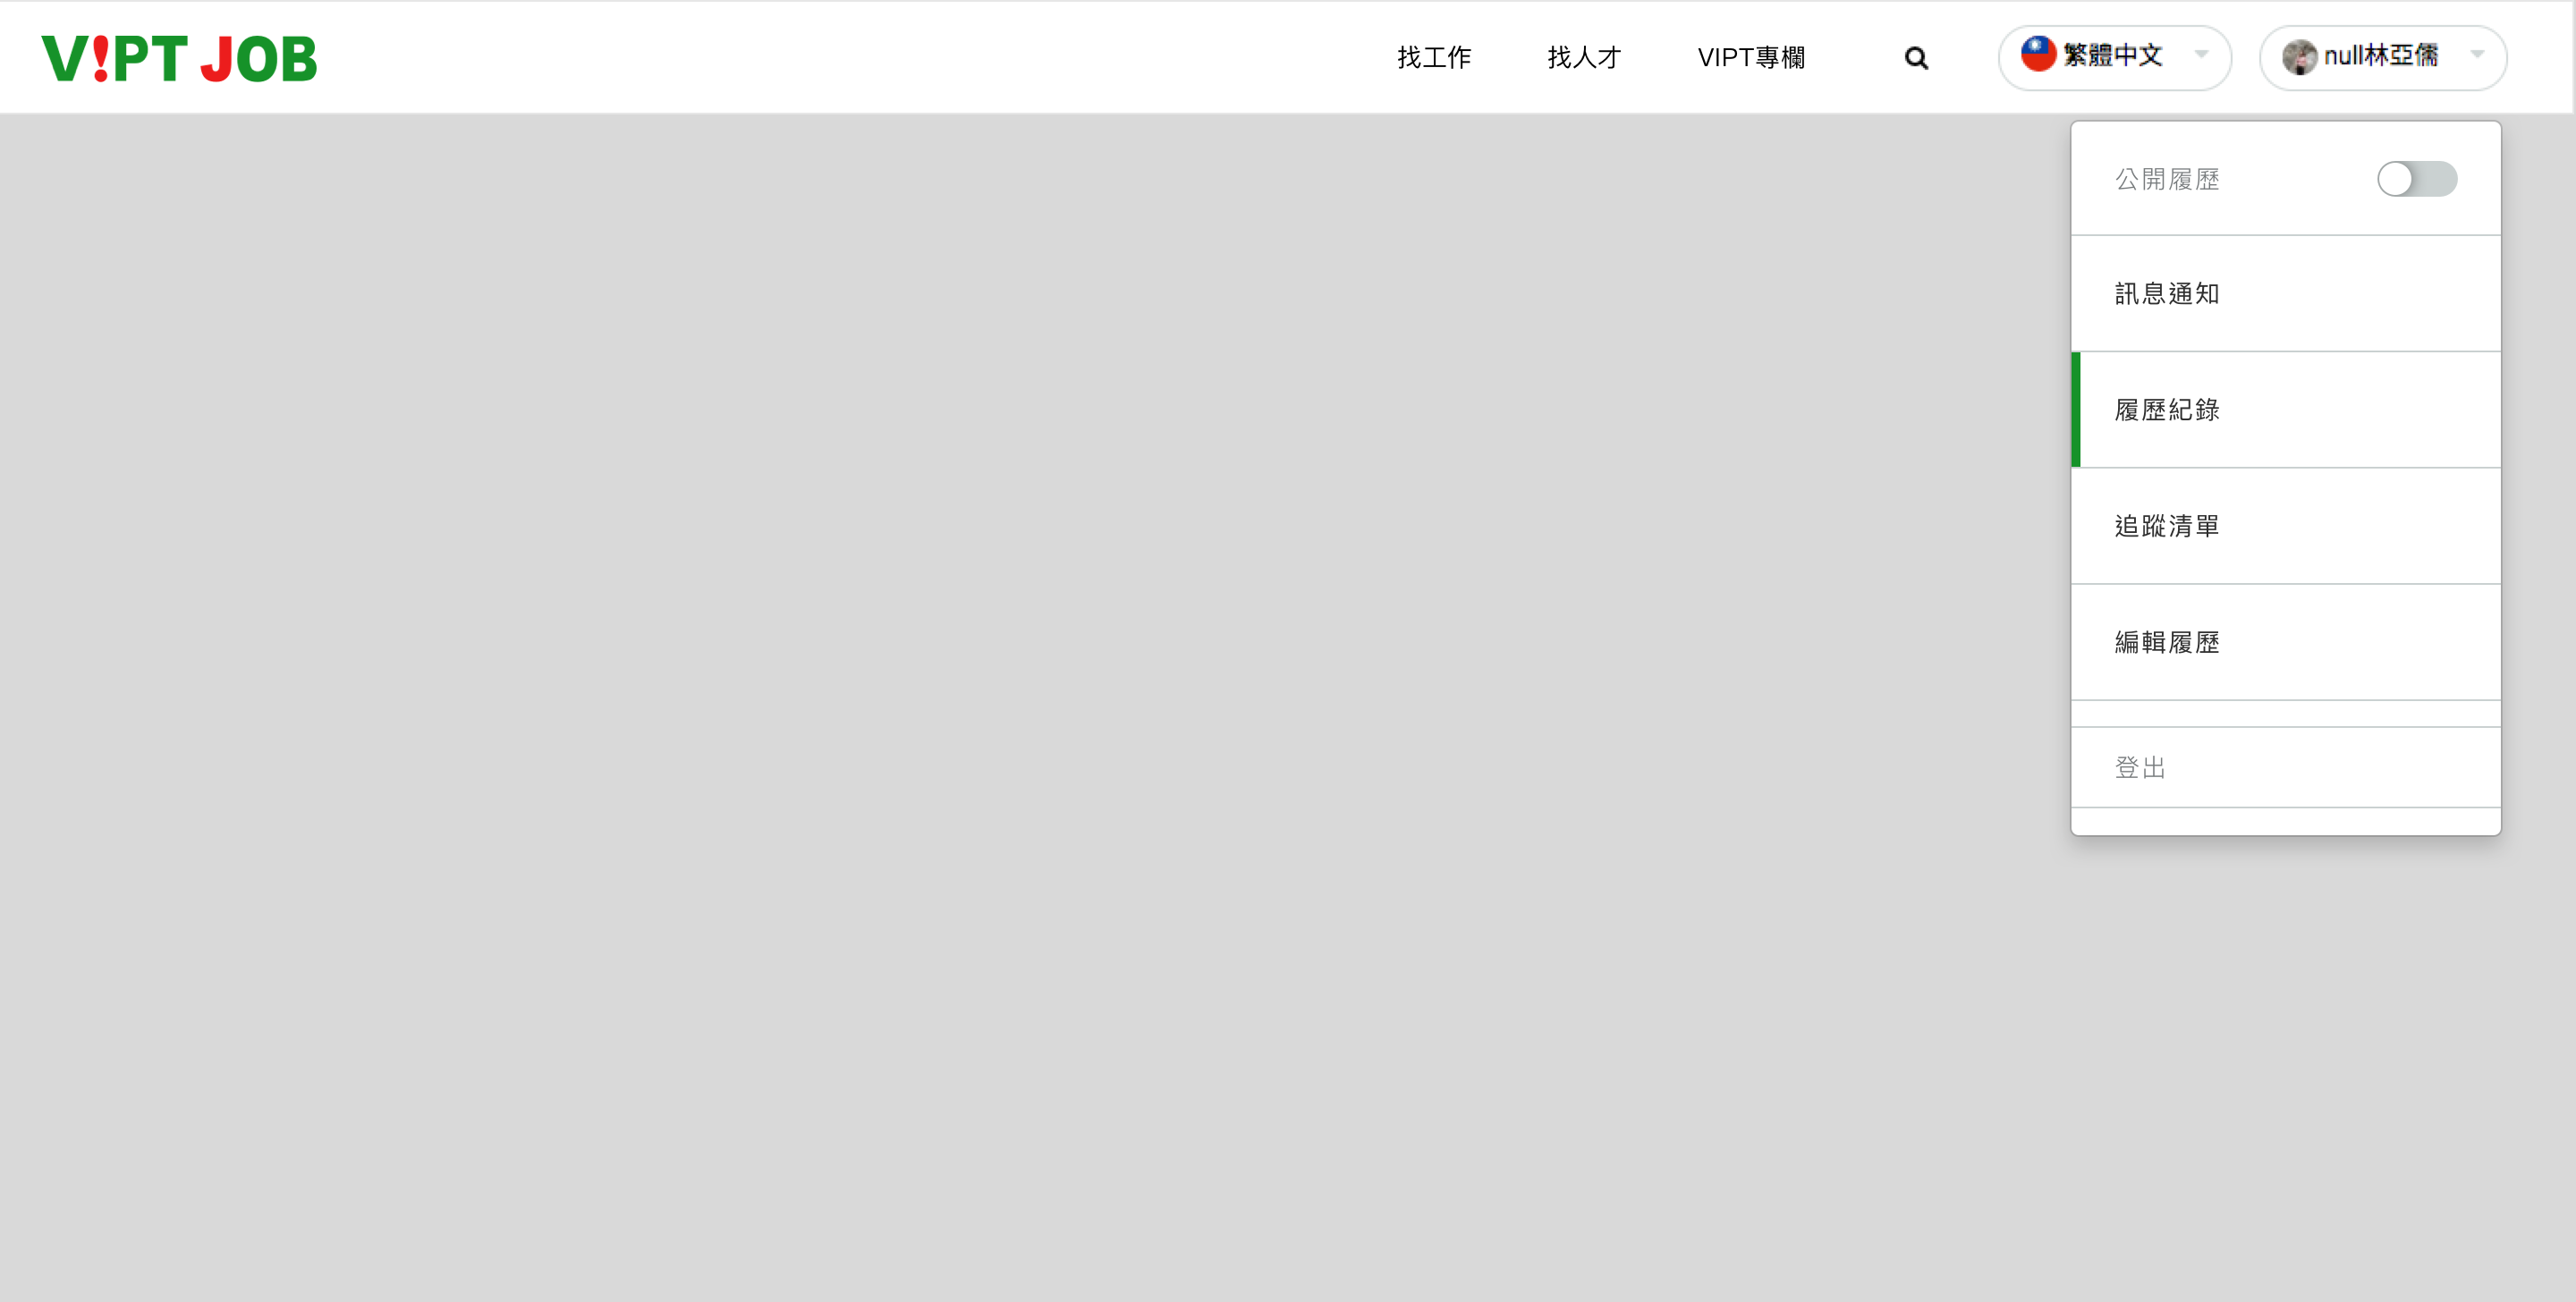 V!PT JOB
找工作
找人才
VIPT專欄
繁體中文
null林亞儒
公開履歷
訊息通知
履歷紀錄
追蹤清單
編輯履歷
登出